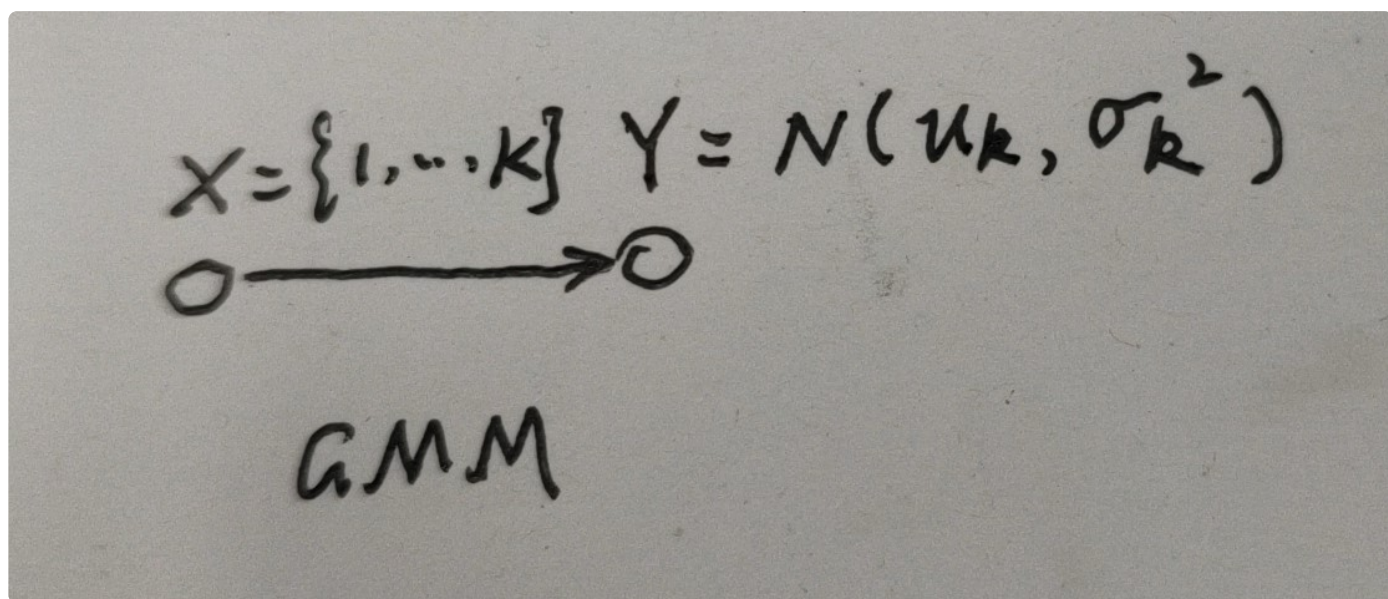 X={1,...K} Y = N(uₖ, σₖ²)
GMM